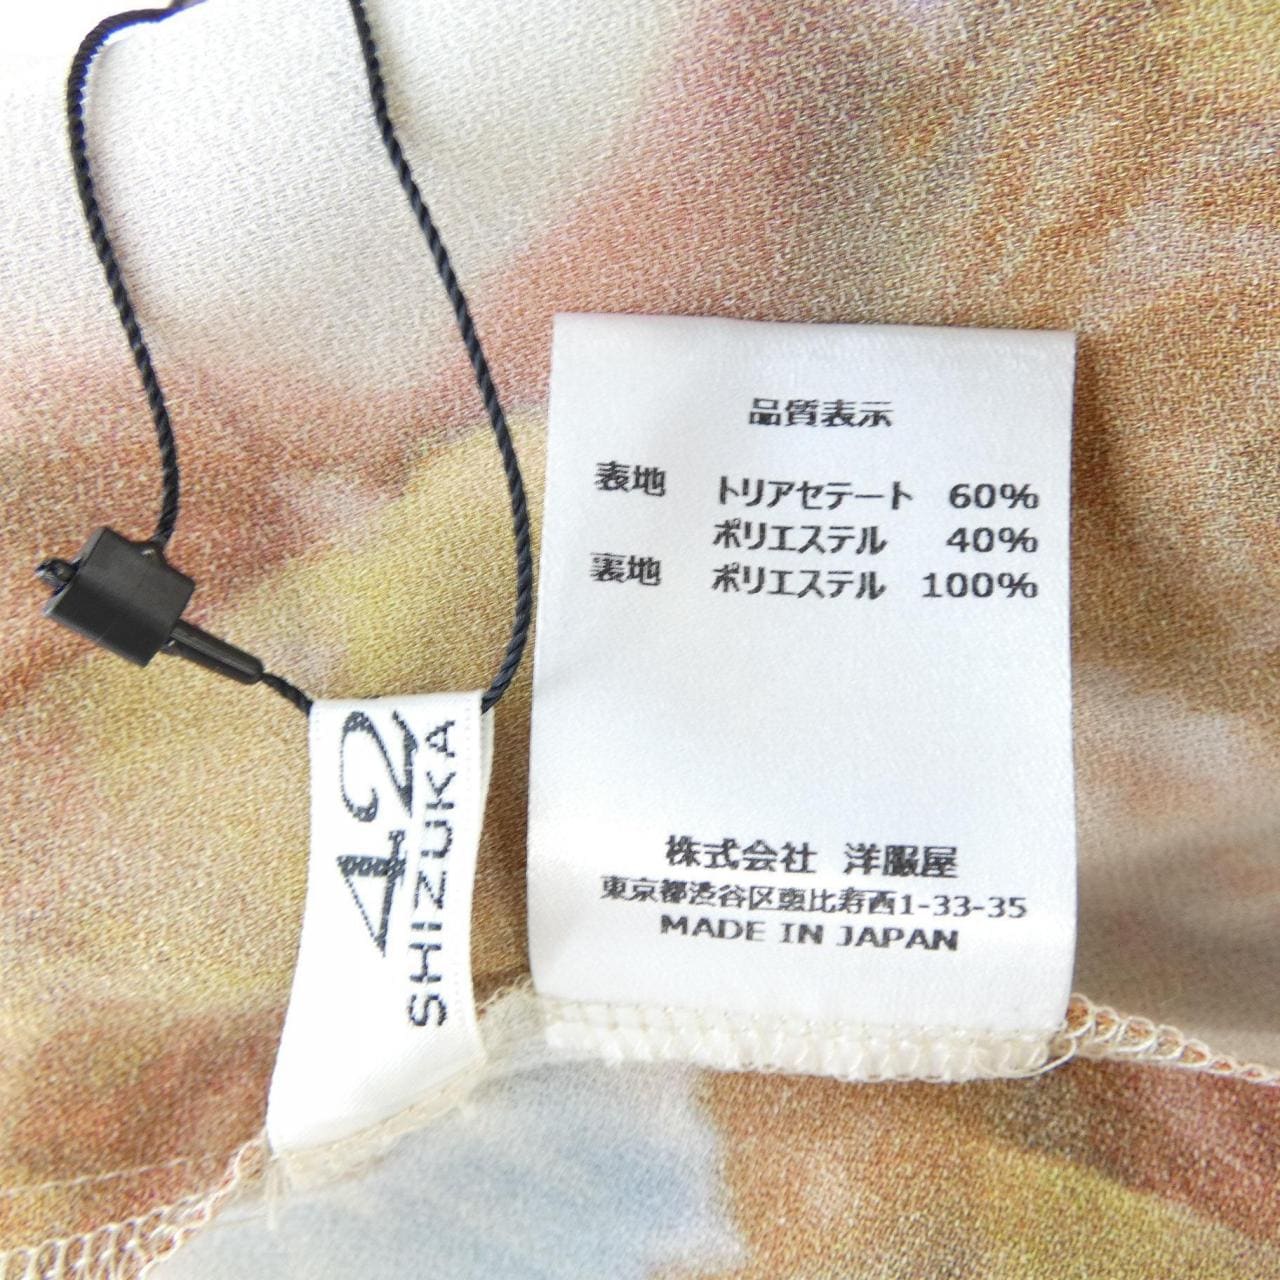 品質表示
表地 トリアセテート 60%
ポリエステル 40%
裏地 ポリエステル 100%
株式会社 洋服屋
東京都渋谷区恵比寿西1-33-35
MADE IN JAPAN
42
SHIZUKA